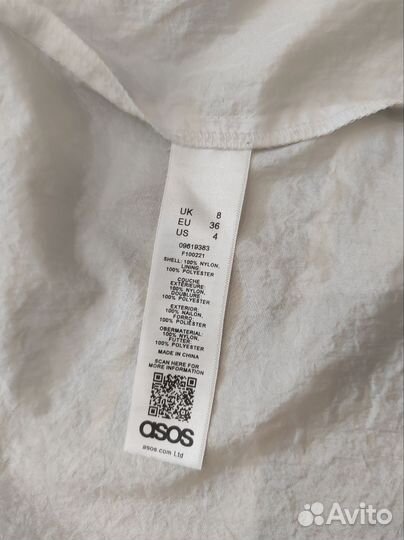 UK 8
EU 36
US 4
09619383
F100221
SHELL: 100% NYLON,
LINING:
100% POLYESTER
COUCHE
EXTÉRIEURE:
100% NYLON,
DOUBLURE:
100% POLYESTER
EXTERIOR:
100% NAILON,
FORRO:
100% POLIESTER
OBERMATERIAL:
100% NYLON,
FUTTER:
100% POLYESTER
MADE IN CHINA
SCAN HERE FOR
MORE INFORMATION
asos
asos.com Ltd
Avito